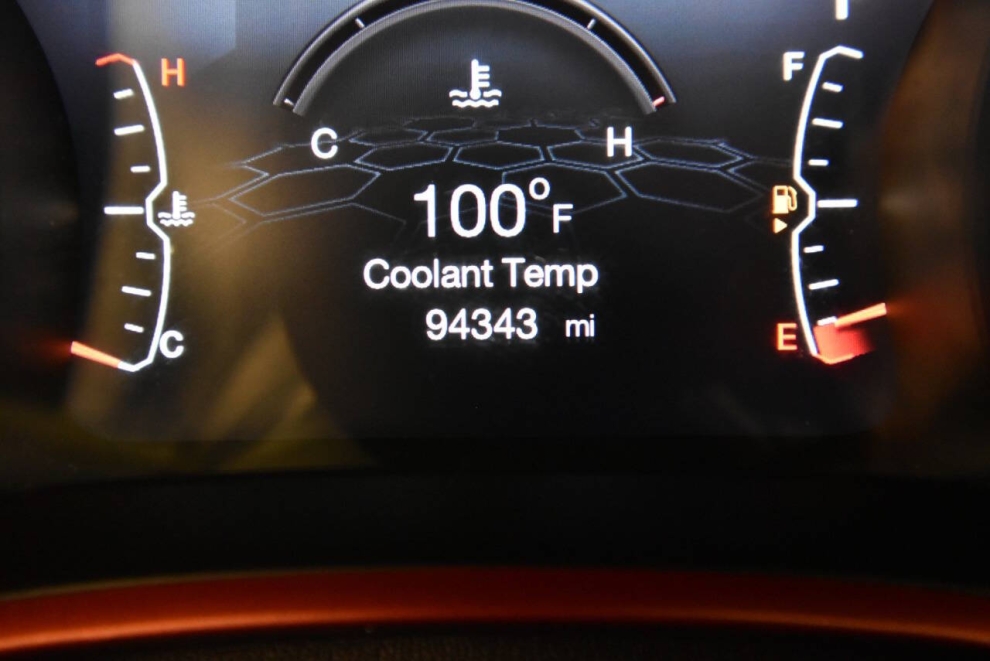 H
F
C H
100°F
Coolant Temp
94343 mi
C
E